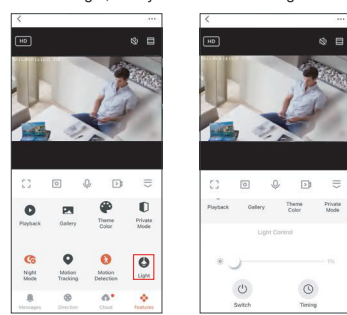 HD
Playback
Gallery
Theme Color
Private Mode
Night Mode
Motion Tracking
Motion Detection
Light
Messages
Direction
Cloud
Features
HD
Playback
Gallery
Theme Color
Private Mode
Light Control
1%
Switch
Timing